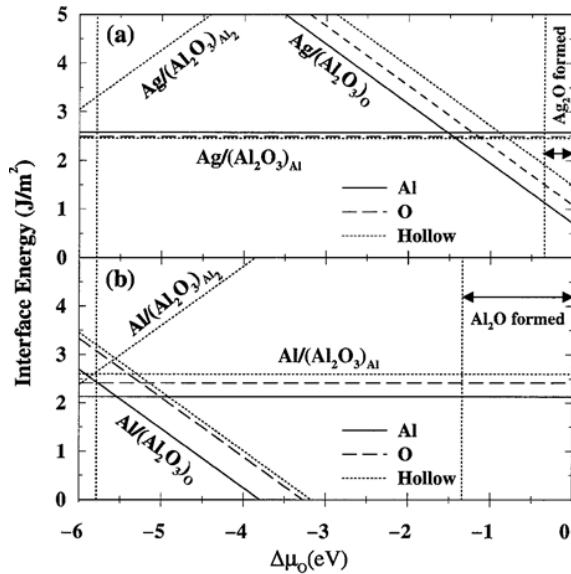 (a)
5
4
3
2
1
0
Ag/(Al₂O₃)Al₂
Ag/(Al₂O₃)O
Ag₂O formed
Ag/(Al₂O₃)Al
Al
O
Hollow
Interface Energy (J/m²)
(b)
4
3
2
1
0
Al/(Al₂O₃)Al₂
Al₂O formed
Al/(Al₂O₃)Al
Al/(Al₂O₃)O
Al
O
Hollow
−6 −5 −4 −3 −2 −1 0
Δμ_O(eV)